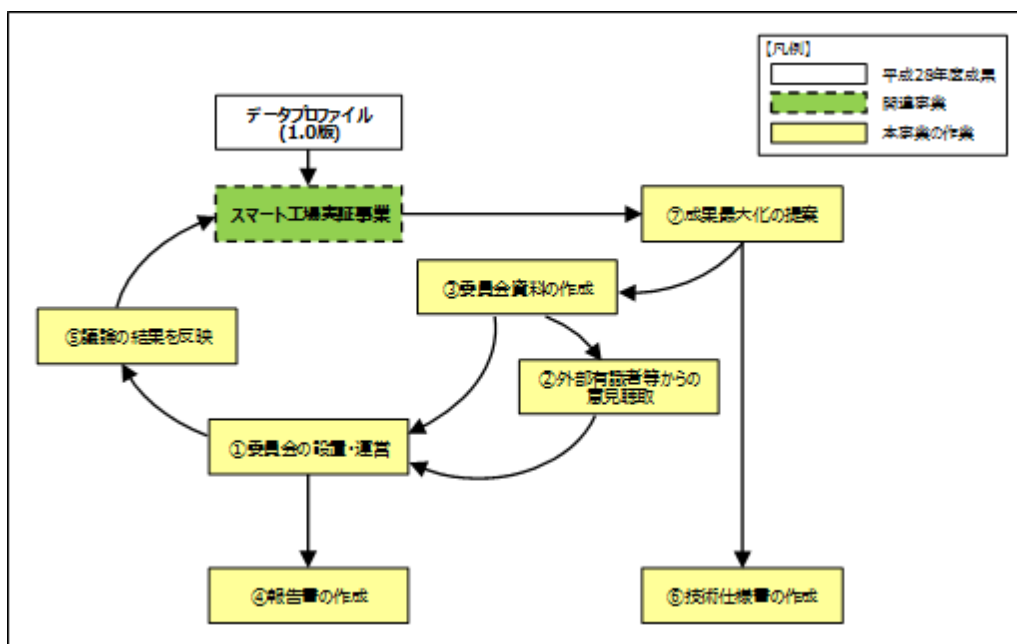 【凡例】
平成28年度成果
関連事業
本事業の作業
データプロファイル
(1.0版)
スマート工場実証事業
⑦成果最大化の提案
③委員会資料の作成
⑤議論の結果を反映
②外部有識者等からの
意見聴取
①委員会の設置・運営
④報告書の作成
⑥技術仕様書の作成